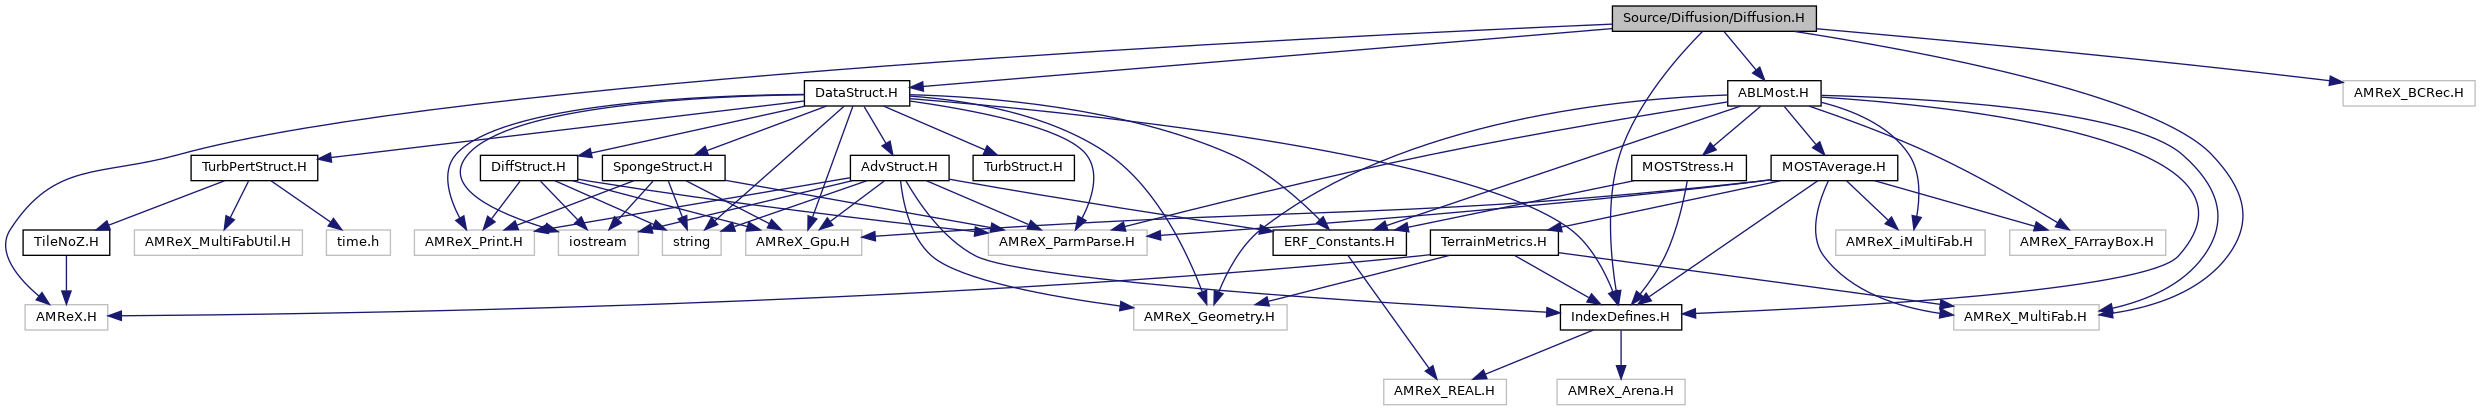 Source/Diffusion/Diffusion.H
DataStruct.H
ABLMost.H
AMReX_BCRec.H
TurbPertStruct.H
DiffStruct.H
SpongeStruct.H
AdvStruct.H
TurbStruct.H
MOSTStress.H
MOSTAverage.H
TileNoZ.H
AMReX_MultiFabUtil.H
time.h
AMReX_Print.H
iostream
string
AMReX_Gpu.H
AMReX_ParmParse.H
ERF_Constants.H
TerrainMetrics.H
AMReX_iMultiFab.H
AMReX_FArrayBox.H
AMReX.H
AMReX_Geometry.H
IndexDefines.H
AMReX_MultiFab.H
AMReX_REAL.H
AMReX_Arena.H